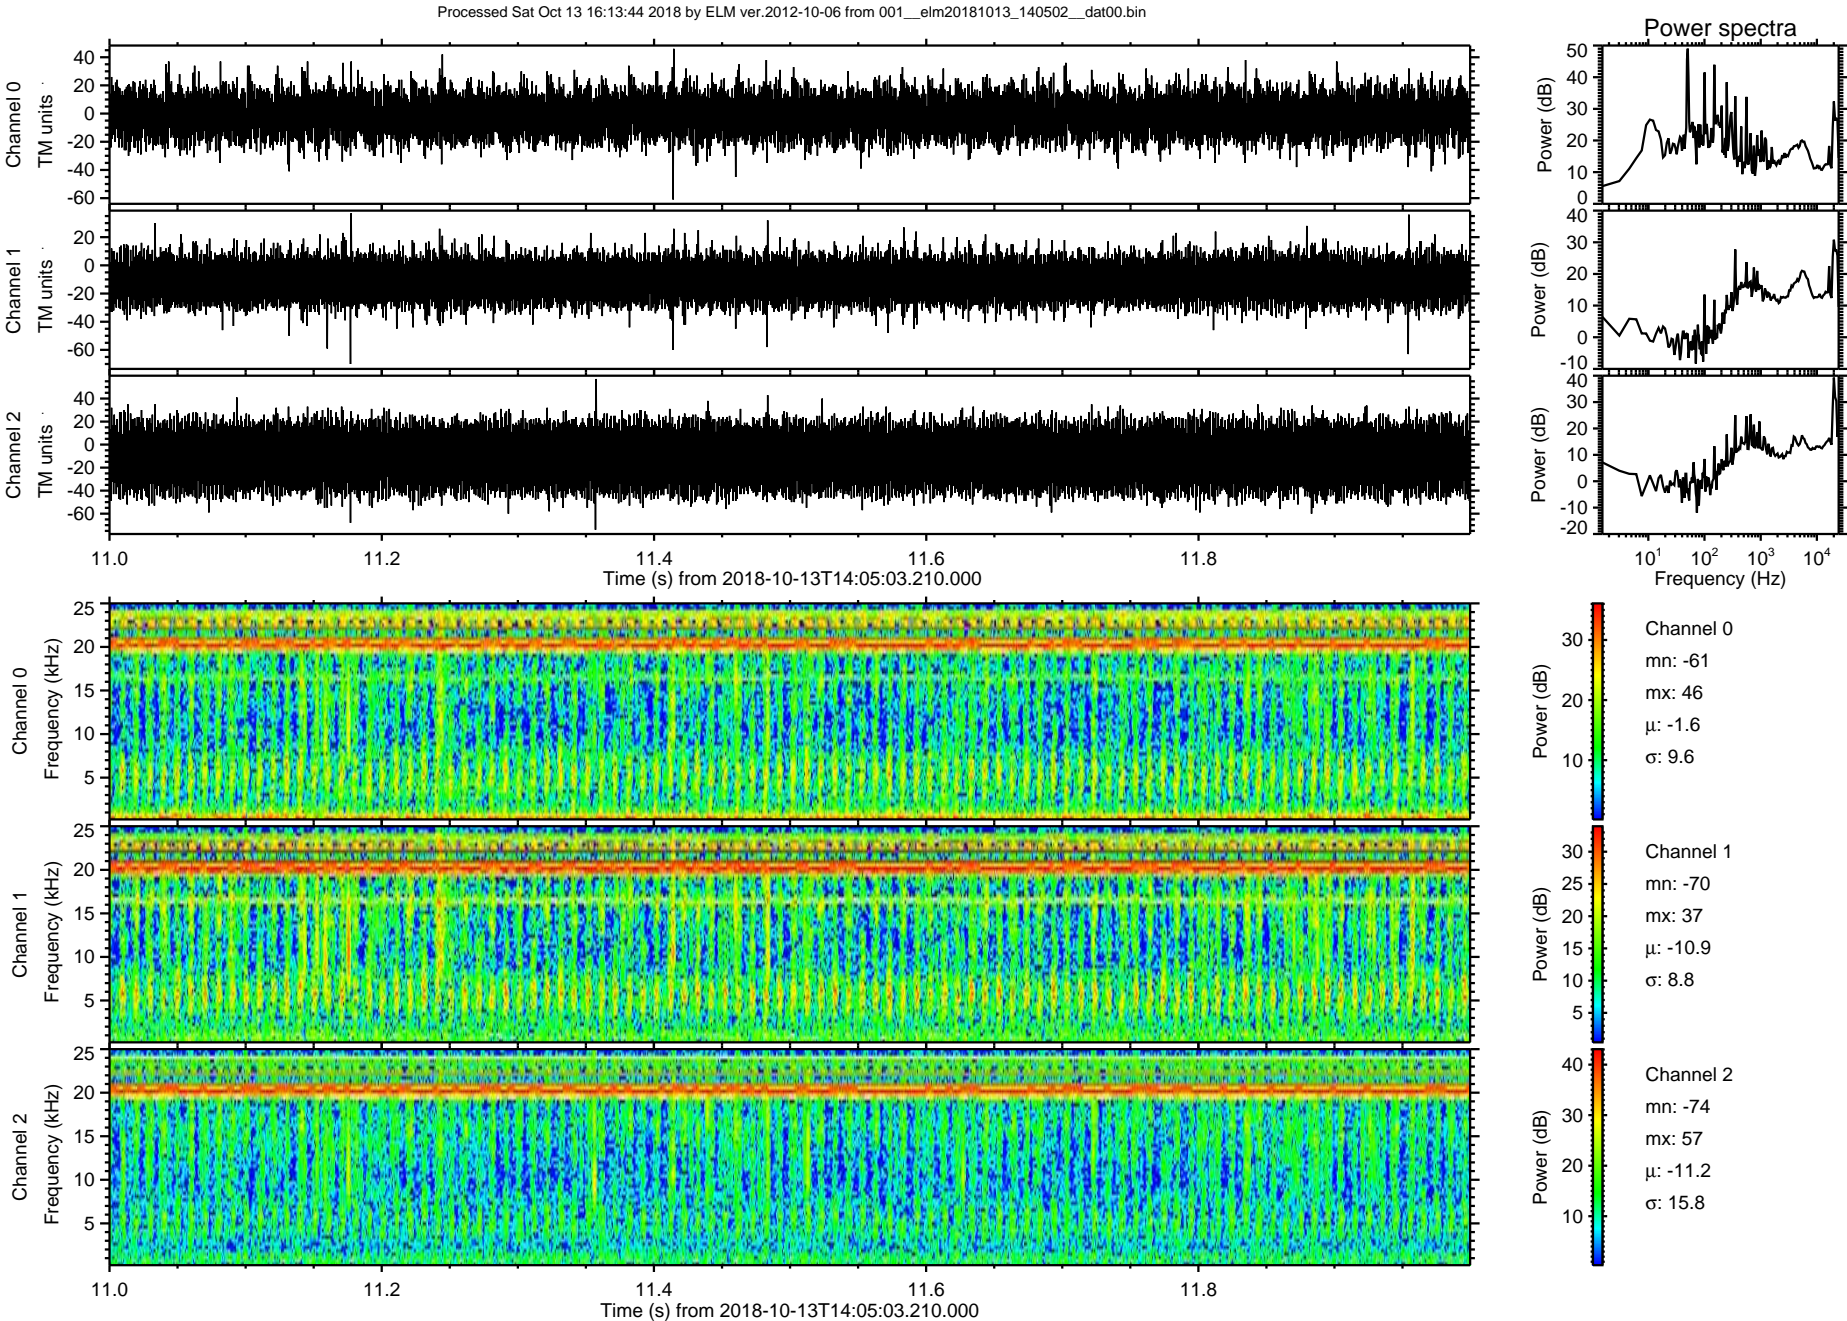 Processed Sat Oct 13 16:13:44 2018 by ELM ver.2012-10-06 from 001__elm20181013_140502__dat00.bin
Power spectra
Channel 0
TM units
40
20
0
-20
-40
-60
Power (dB)
50
40
30
20
10
0
Channel 1
TM units
20
0
-20
-40
-60
Power (dB)
40
30
20
10
0
-10
Channel 2
TM units
40
20
0
-20
-40
-60
Power (dB)
40
30
20
10
0
-10
-20
11.0 11.2 11.4 11.6 11.8
Time (s) from 2018-10-13T14:05:03.210.000
10¹ 10² 10³ 10⁴
Frequency (Hz)
Channel 0
Frequency (kHz)
25
20
15
10
5
Power (dB)
30
20
10
Channel 0
mn: -61
mx: 46
μ: -1.6
σ: 9.6
Channel 1
Frequency (kHz)
25
20
15
10
5
Power (dB)
30
25
20
15
10
5
Channel 1
mn: -70
mx: 37
μ: -10.9
σ: 8.8
Channel 2
Frequency (kHz)
25
20
15
10
5
Power (dB)
40
30
20
10
Channel 2
mn: -74
mx: 57
μ: -11.2
σ: 15.8
11.0 11.2 11.4 11.6 11.8
Time (s) from 2018-10-13T14:05:03.210.000